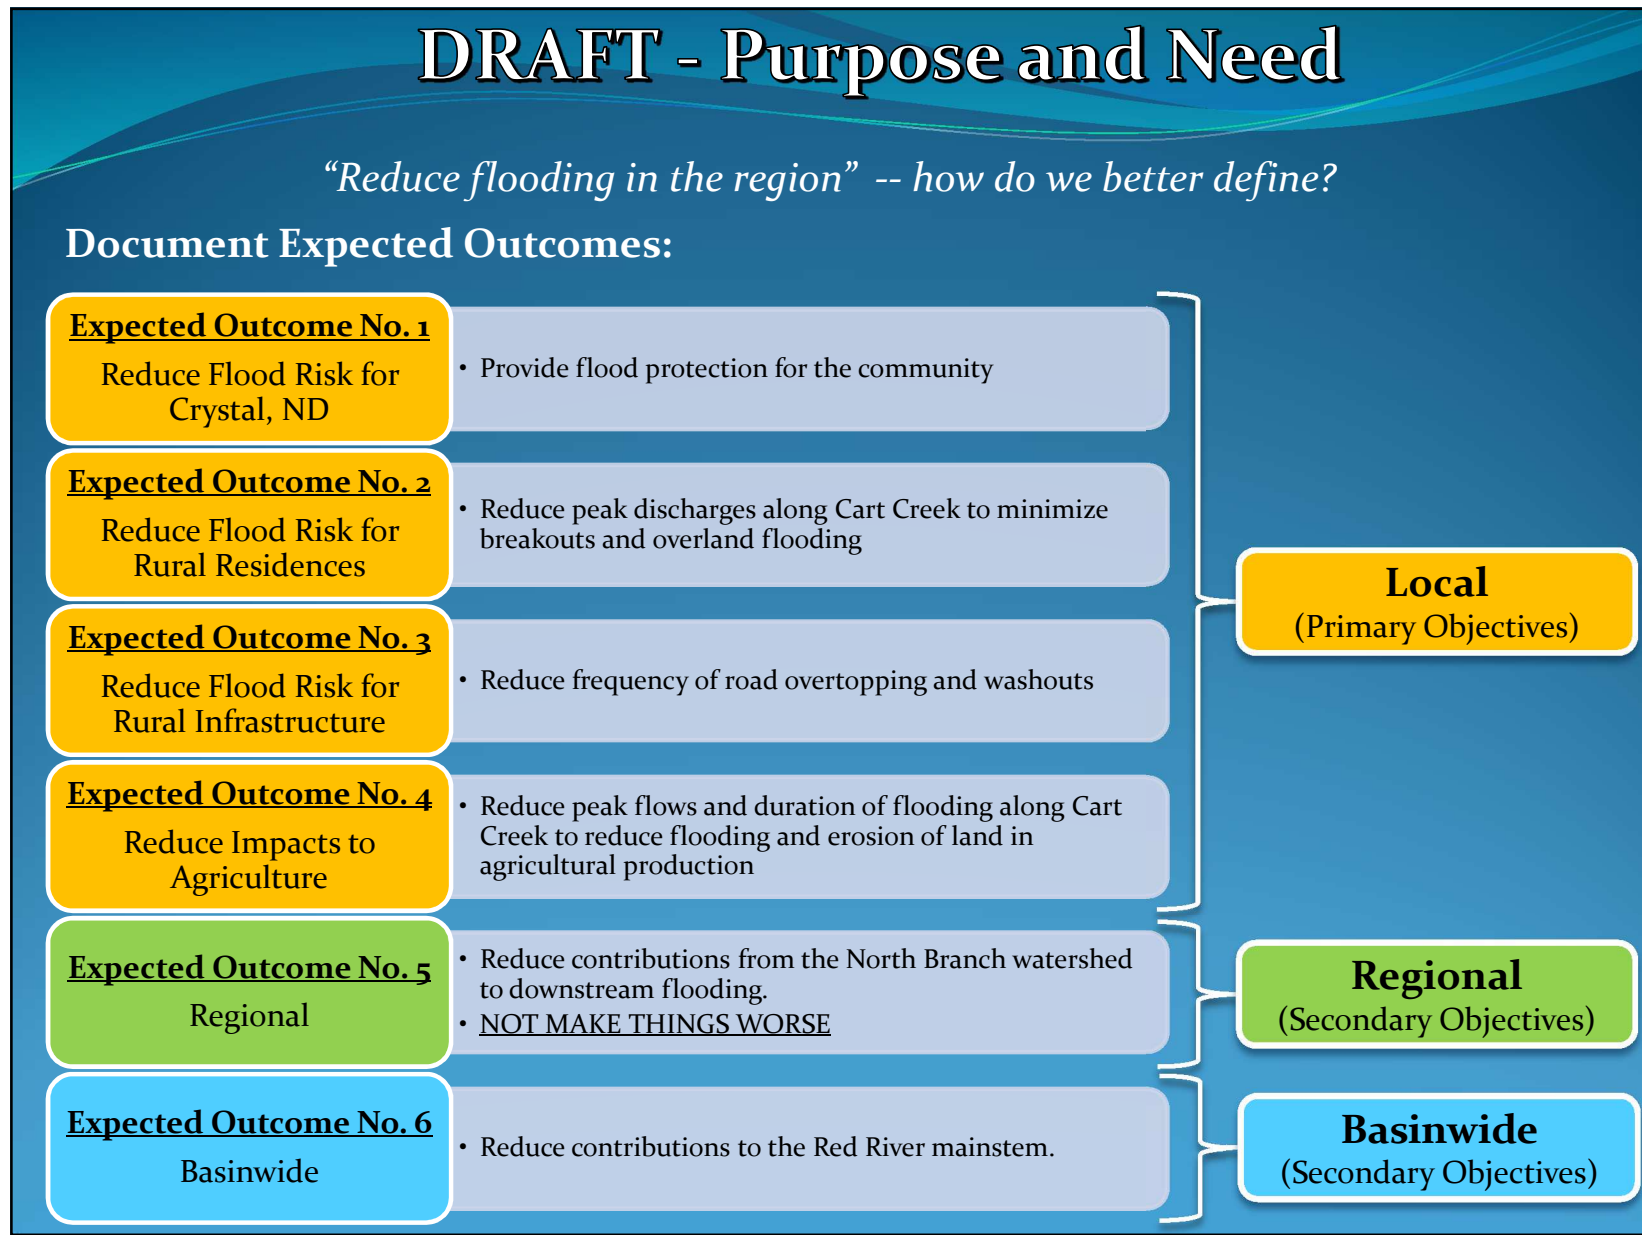 DRAFT - Purpose and Need
“Reduce flooding in the region” -- how do we better define?
Document Expected Outcomes:
Expected Outcome No. 1
Reduce Flood Risk for
Crystal, ND
• Provide flood protection for the community
Expected Outcome No. 2
Reduce Flood Risk for
Rural Residences
• Reduce peak discharges along Cart Creek to minimize
breakouts and overland flooding
Expected Outcome No. 3
Reduce Flood Risk for
Rural Infrastructure
• Reduce frequency of road overtopping and washouts
Expected Outcome No. 4
Reduce Impacts to
Agriculture
• Reduce peak flows and duration of flooding along Cart
Creek to reduce flooding and erosion of land in
agricultural production
Local
(Primary Objectives)
Expected Outcome No. 5
Regional
• Reduce contributions from the North Branch watershed
to downstream flooding.
• NOT MAKE THINGS WORSE
Regional
(Secondary Objectives)
Expected Outcome No. 6
Basinwide
• Reduce contributions to the Red River mainstem.
Basinwide
(Secondary Objectives)